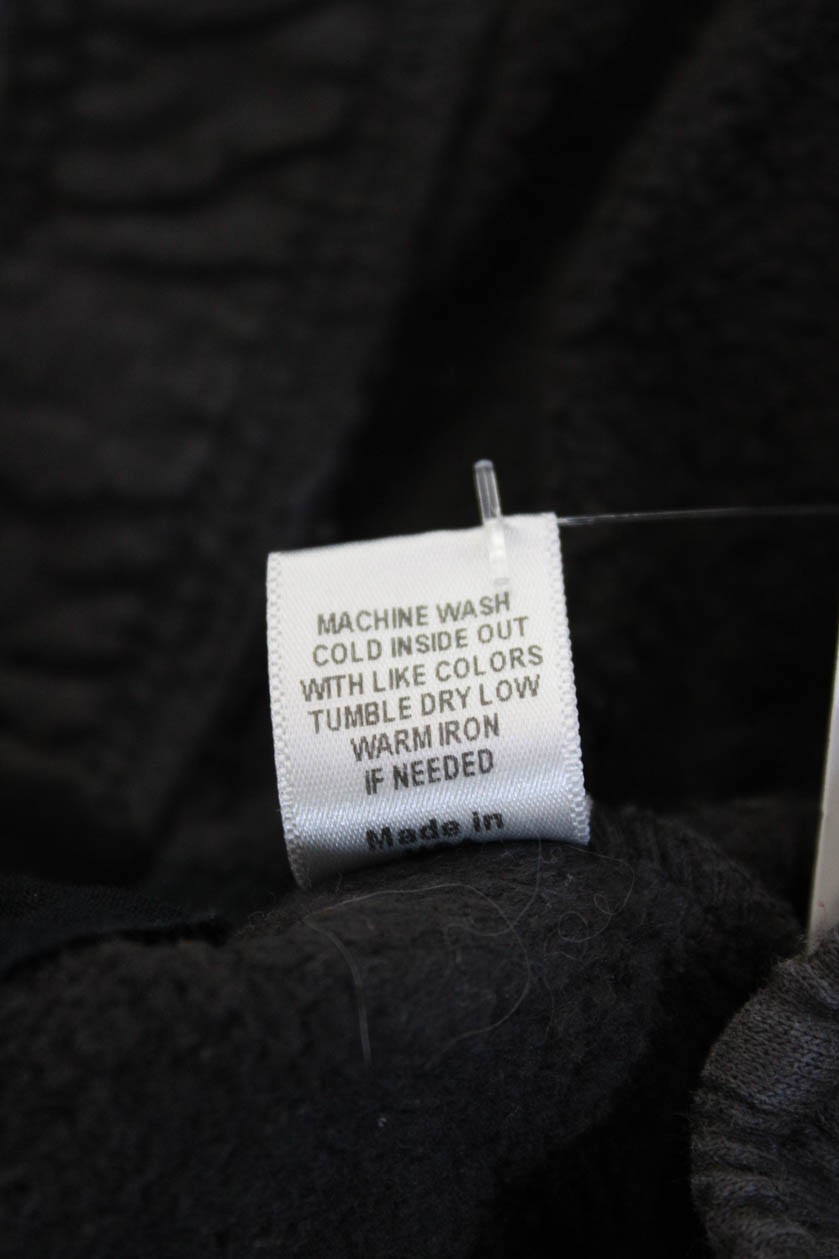 MACHINE WASH
COLD INSIDE OUT
WITH LIKE COLORS
TUMBLE DRY LOW
WARM IRON
IF NEEDED
Made in